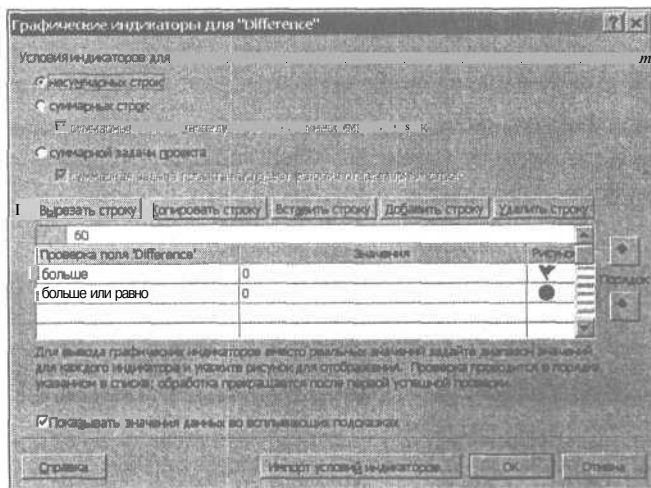 Графические индикаторы для "Difference"
Условия индикаторов для
несуммарных строк
суммарных строк
суммарной задачи проекта
Вырезать строку Копировать строку Вставить строку Добавить строку Удалить строку
60
Проверка поля 'Difference' Значения Рисунок
больше 0
больше или равно 0
Порядок
Для вывода графических индикаторов вместо реальных значений задайте диапазон значений
для каждого индикатора и укажите рисунок для отображения. Проверка проводится в порядке,
указанном в списке; обработка прекращается после первой успешной проверки.
Показывать значения данных во всплывающих подсказках
Справка Импорт условий индикаторов... ОК Отмена